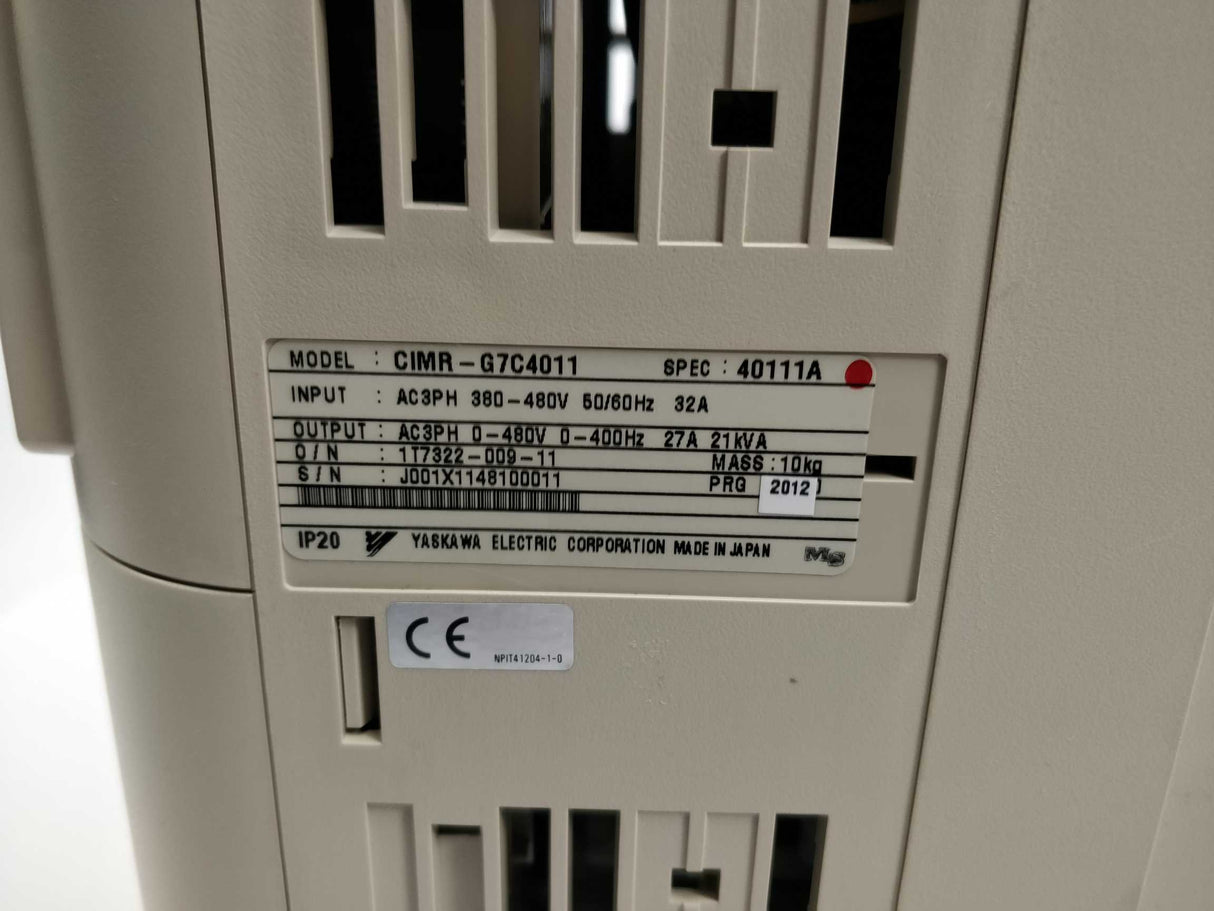 MODEL : CIMR-G7C4011 SPEC : 40111A
INPUT : AC3PH 380-480V 50/60Hz 32A
OUTPUT : AC3PH 0-480V 0-400Hz 27A 21kVA
O/N : 1T7322-009-11 MASS : 10kg
S/N : J001X1148100011 PRG 2012
IP20 YASKAWA ELECTRIC CORPORATION MADE IN JAPAN MS
CE
NPIT41204-1-0